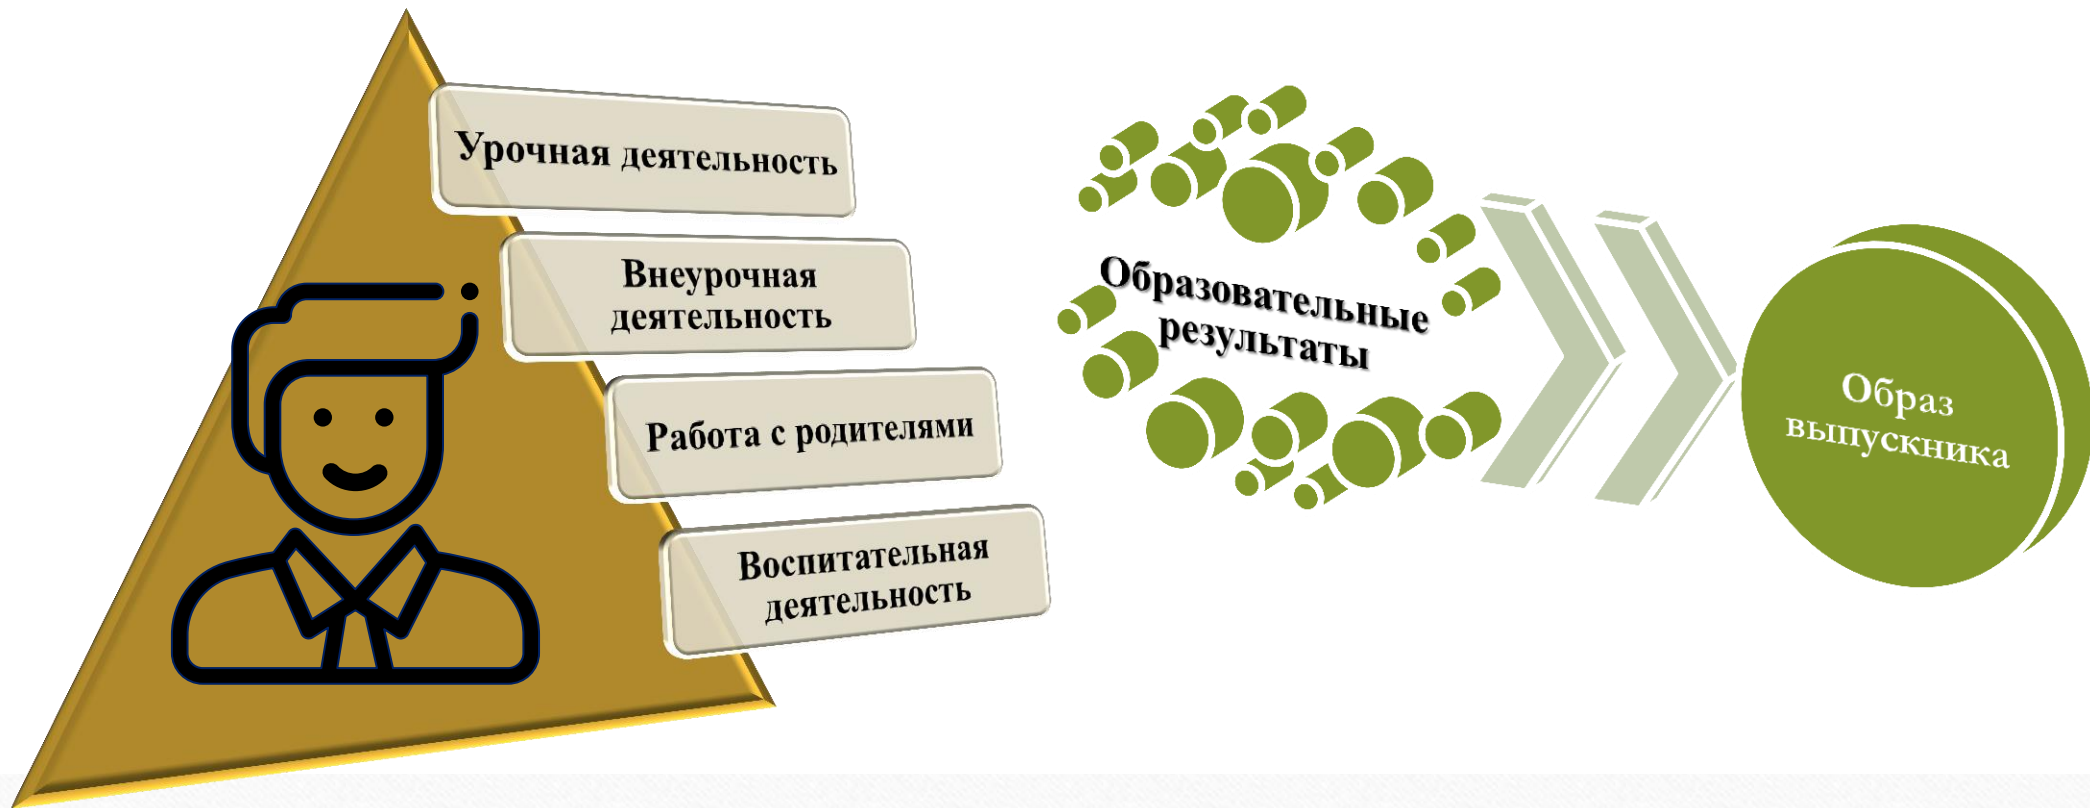 Урочная деятельность
Внеурочная
деятельность
Работа с родителями
Воспитательная
деятельность
Образовательные
результаты
Образ
выпускника